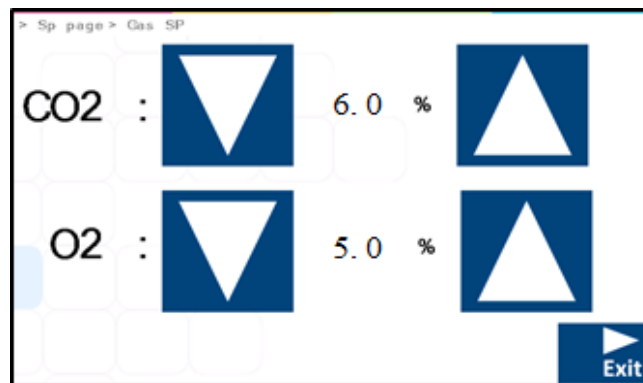 > Sp page > Gas SP
CO2 : 6.0 %
O2 : 5.0 %
Exit